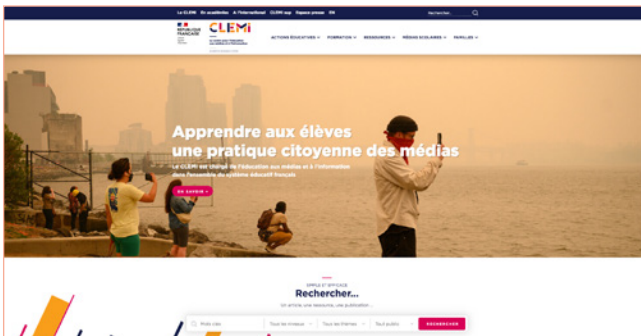 Le CLEMI En académies A l'international CLEMI sup Espace presse EN
Rechercher...
RÉPUBLIQUE
FRANÇAISE
CLEMI
ACTIONS ÉDUCATIVES FORMATION RESSOURCES MÉDIAS SCOLAIRES FAMILLES
Apprendre aux élèves
une pratique citoyenne des médias
Le CLEMI est chargé de l'éducation aux médias et à l'information
dans l'ensemble du système éducatif français
EN SAVOIR +
SIMPLE ET EFFICACE
Rechercher...
Un article, une ressource, une publication ...
Mots clés
Tous les niveaux
Tous les thèmes
Tout public
RECHERCHER